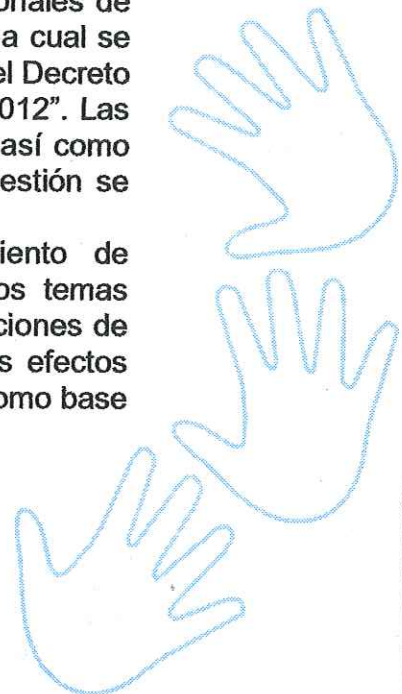 onales de
a cual se
el Decreto
012”. Las
así como
estión se
iento de
os temas
ciones de
s efectos
omo base